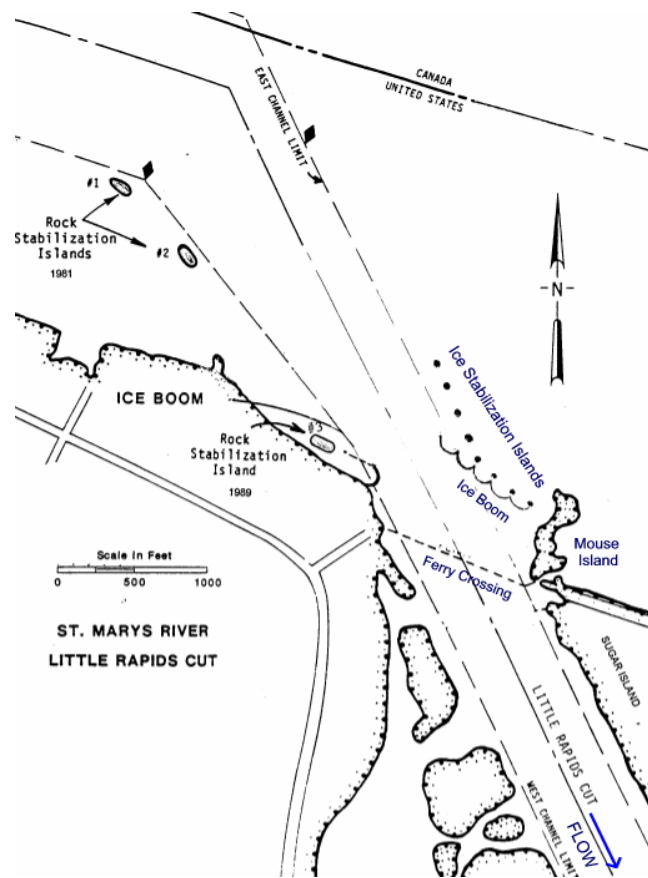 CANADA
UNITED STATES
EAST CHANNEL LIMIT
#1
Rock
Stabilization
Islands
1981
#2
N
ICE BOOM
#3
Rock
Stabilization
Island
1989
Ice Stabilization Islands
Ice Boom
Mouse
Island
Ferry Crossing
Scale in Feet
0 500 1000
ST. MARYS RIVER
LITTLE RAPIDS CUT
SUGAR ISLAND
LITTLE RAPIDS CUT
WEST CHANNEL LIMIT
FLOW